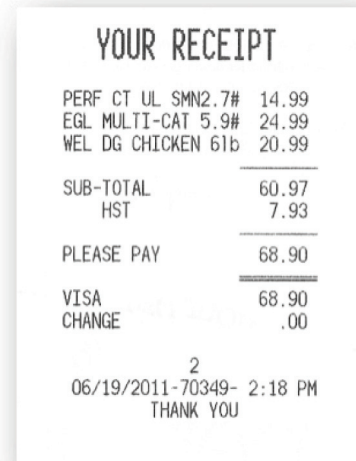 YOUR RECEIPT
PERF CT UL SMN2.7# 14.99
EGL MULTI-CAT 5.9# 24.99
WEL DG CHICKEN 6lb 20.99
SUB-TOTAL 60.97
HST 7.93
PLEASE PAY 68.90
VISA 68.90
CHANGE .00
2
06/19/2011-70349- 2:18 PM
THANK YOU